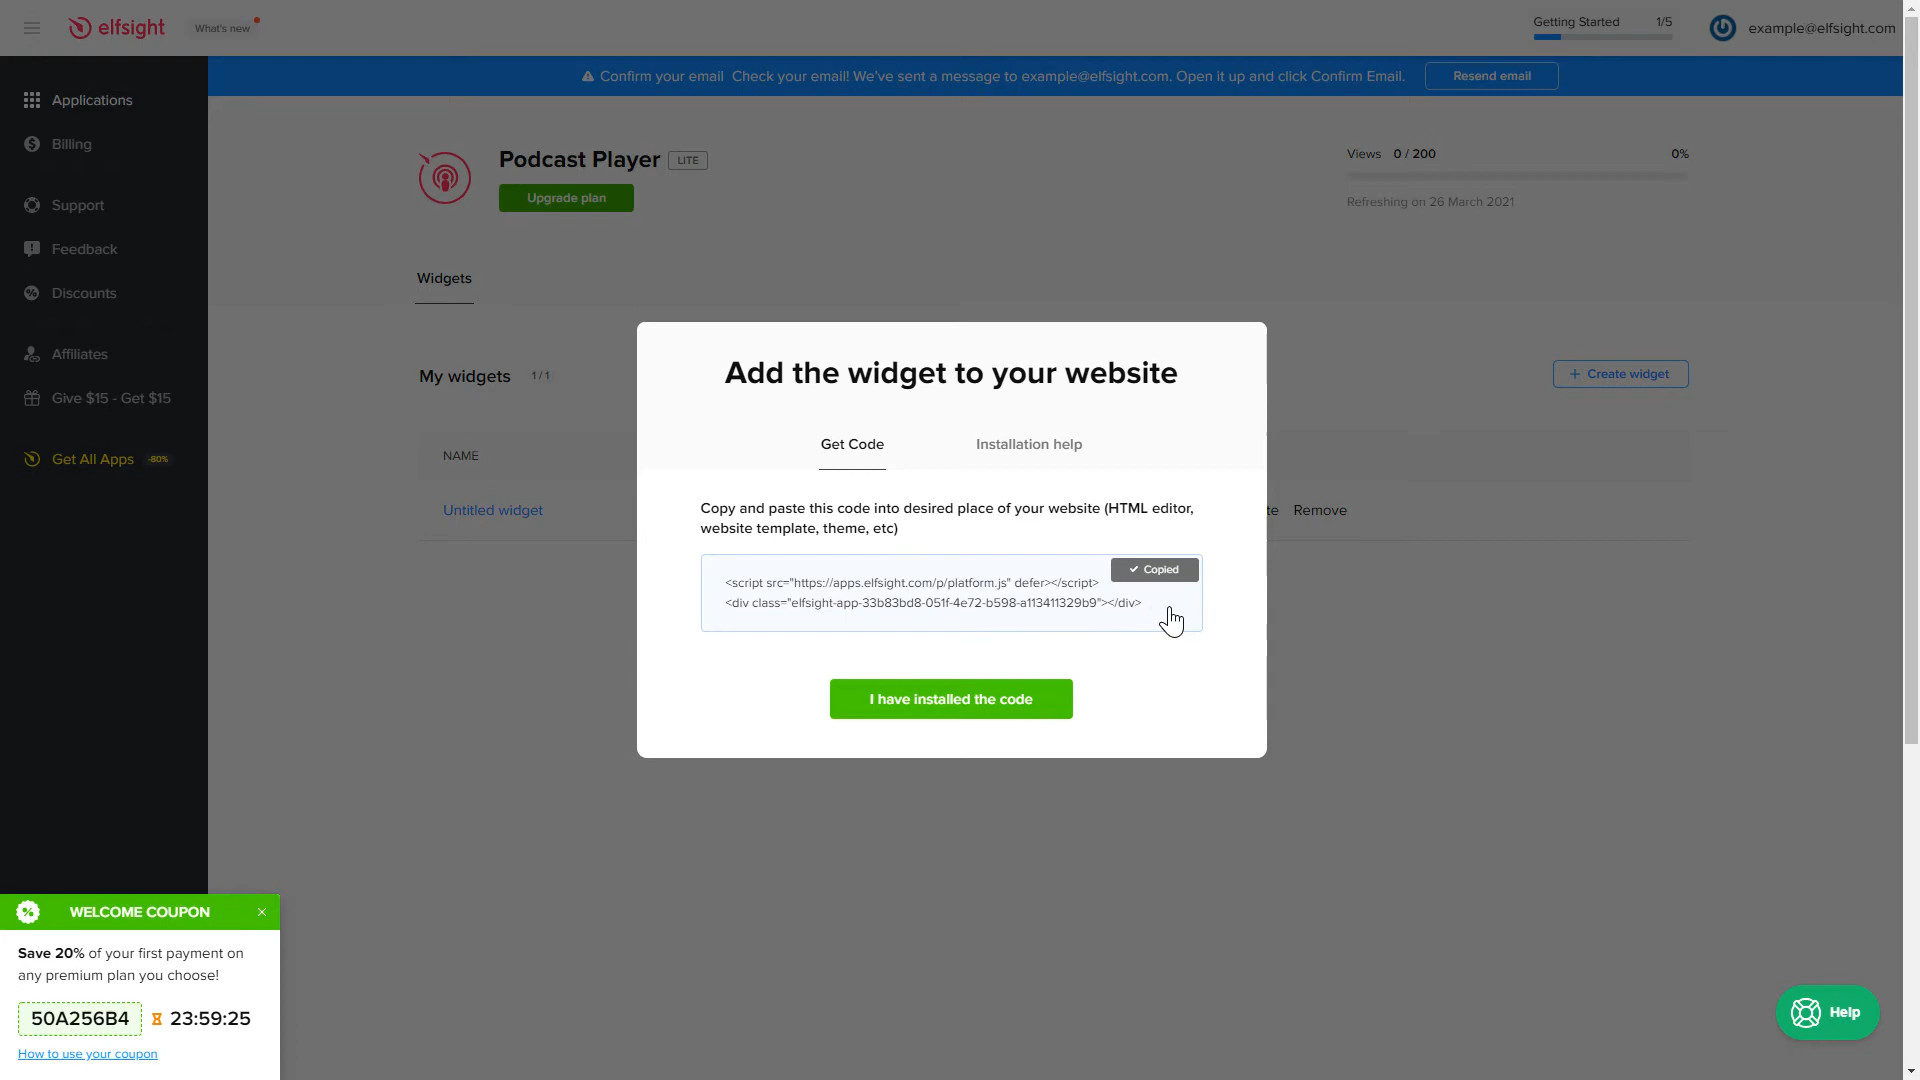 elfsight
What's new
Getting Started 1/5
example@elfsight.com
Confirm your email Check your email! We've sent a message to example@elfsight.com. Open it up and click Confirm Email.
Resend email
Applications
Billing
Support
Feedback
Discounts
Affiliates
Give $15 - Get $15
Get All Apps -80%
Podcast Player LITE
Upgrade plan
Views 0 / 200 0%
Refreshing on 26 March 2021
Widgets
My widgets 1/1
Create widget
NAME
Untitled widget
te Remove
Add the widget to your website
Get Code Installation help
Copy and paste this code into desired place of your website (HTML editor,
website template, theme, etc)
Copied
<script src="https://apps.elfsight.com/p/platform.js" defer></script>
<div class="elfsight-app-33b83bd8-051f-4e72-b598-a113411329b9"></div>
I have installed the code
WELCOME COUPON
Save 20% of your first payment on
any premium plan you choose!
50A256B4 23:59:25
How to use your coupon
Help